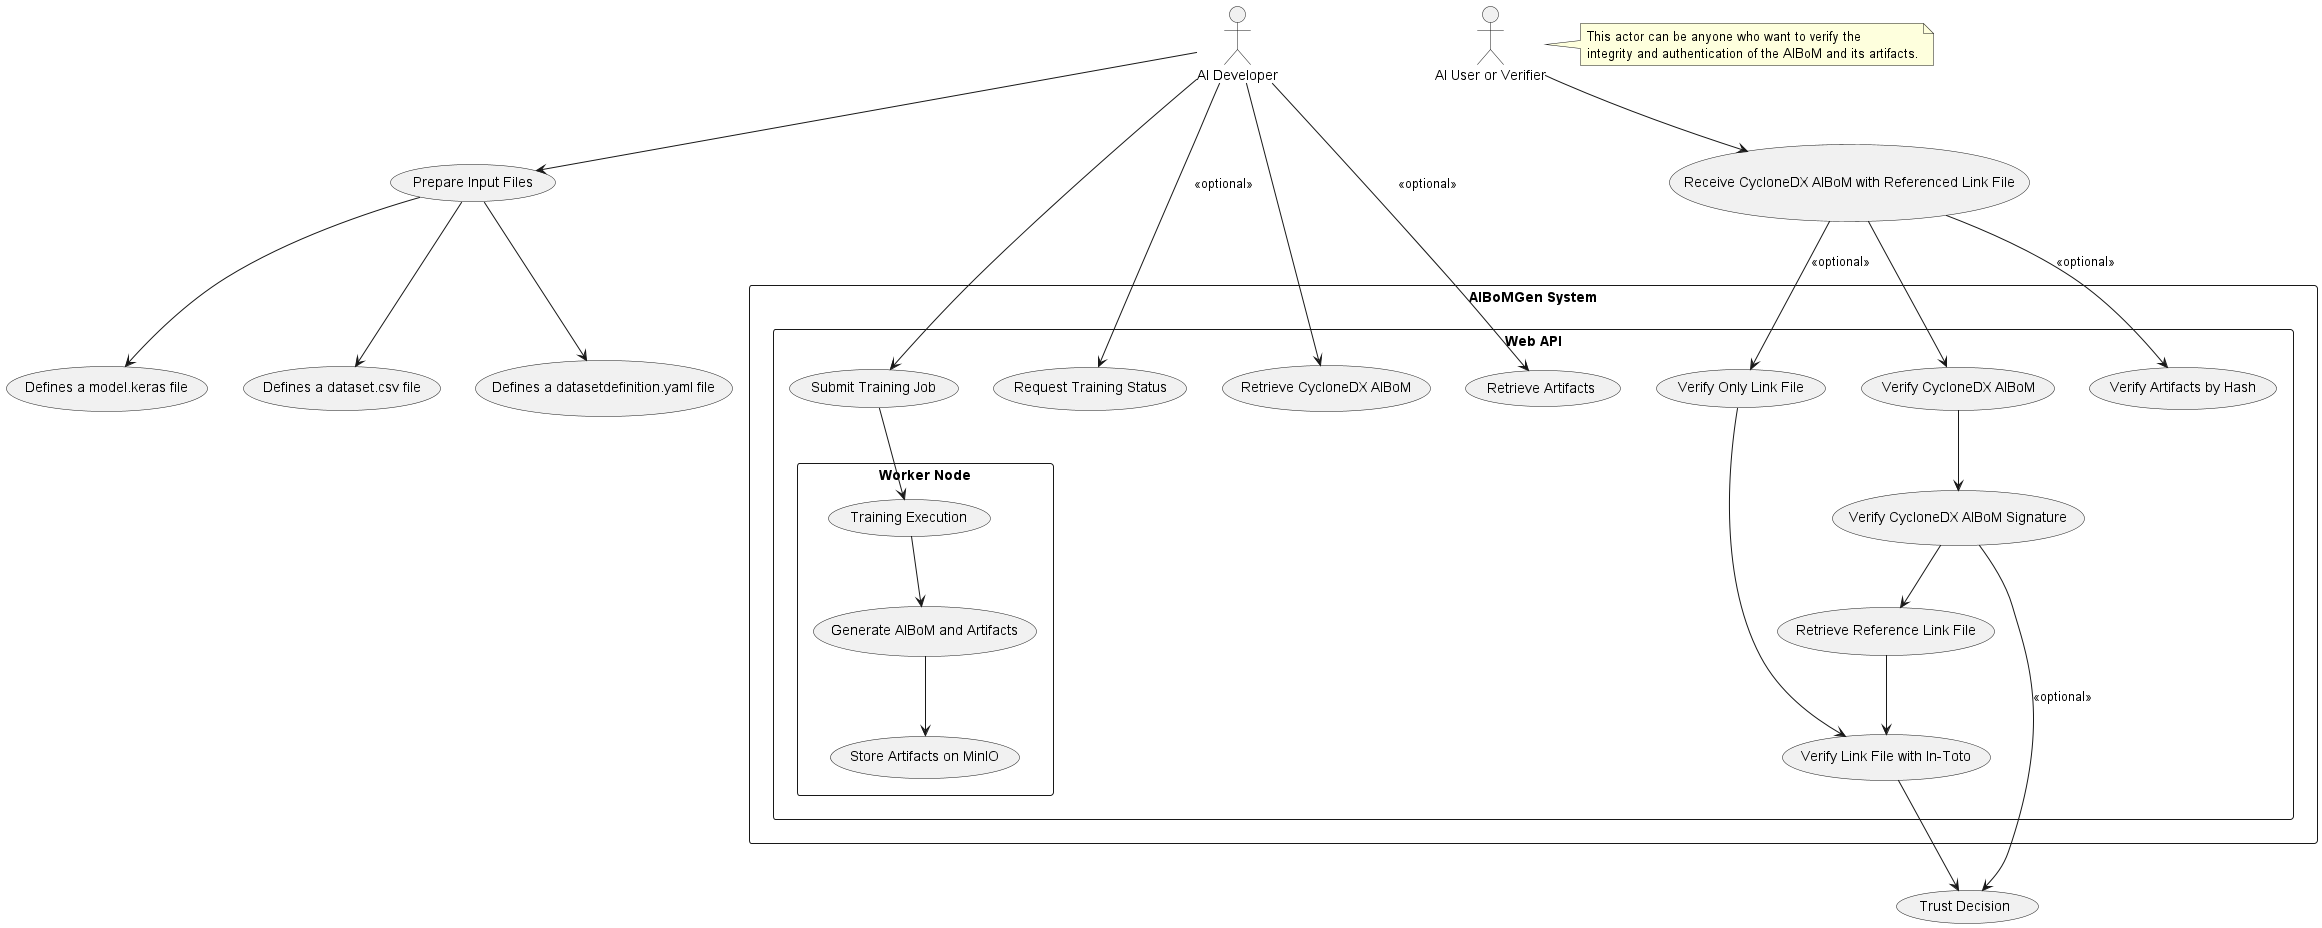 This actor can be anyone who want to verify the
integrity and authentication of the AIBoM and its artifacts.
AI Developer
AI User or Verifier
Prepare Input Files
«optional»
«optional»
Receive CycloneDX AIBoM with Referenced Link File
«optional»
«optional»
AIBoMGen System
Web API
Defines a model.keras file
Defines a dataset.csv file
Defines a datasetdefinition.yaml file
Submit Training Job
Request Training Status
Retrieve CycloneDX AIBoM
Retrieve Artifacts
Verify Only Link File
Verify CycloneDX AIBoM
Verify Artifacts by Hash
Worker Node
Training Execution
Verify CycloneDX AIBoM Signature
Generate AIBoM and Artifacts
Retrieve Reference Link File
«optional»
Store Artifacts on MinIO
Verify Link File with In-Toto
Trust Decision